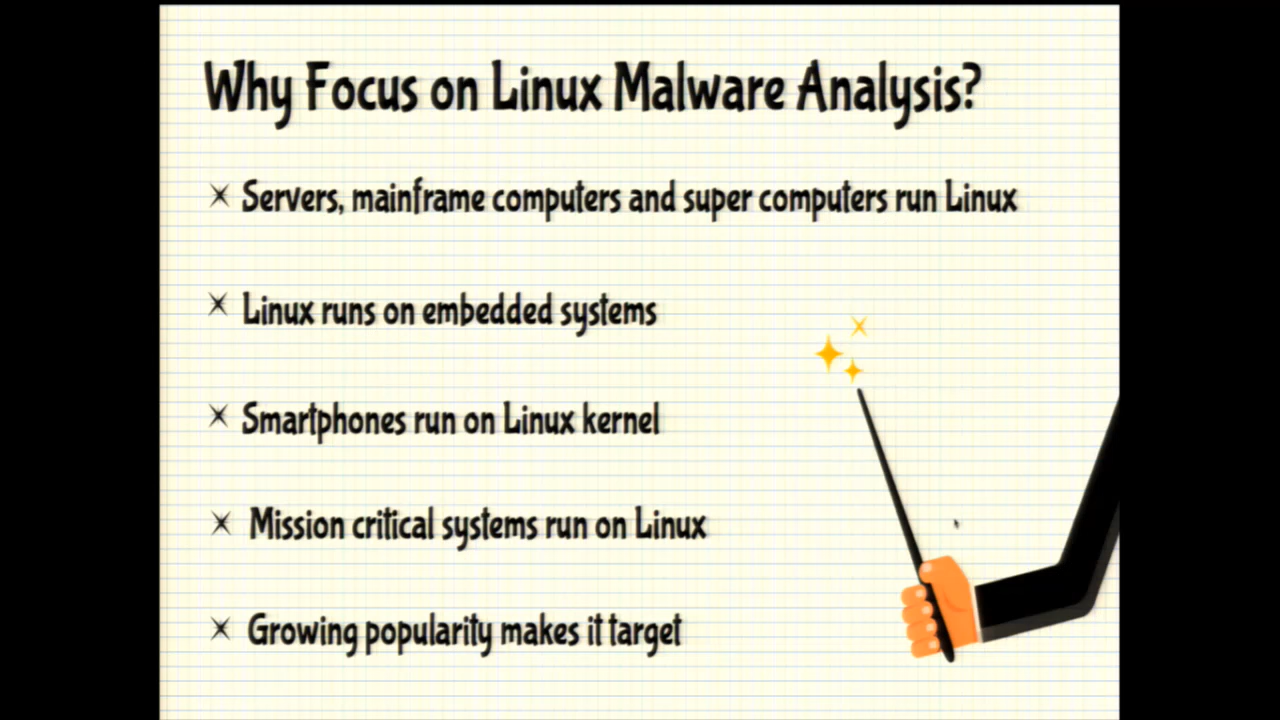 Why Focus on Linux Malware Analysis?
Servers, mainframe computers and super computers run Linux
Linux runs on embedded systems
Smartphones run on Linux kernel
Mission critical systems run on Linux
Growing popularity makes it target